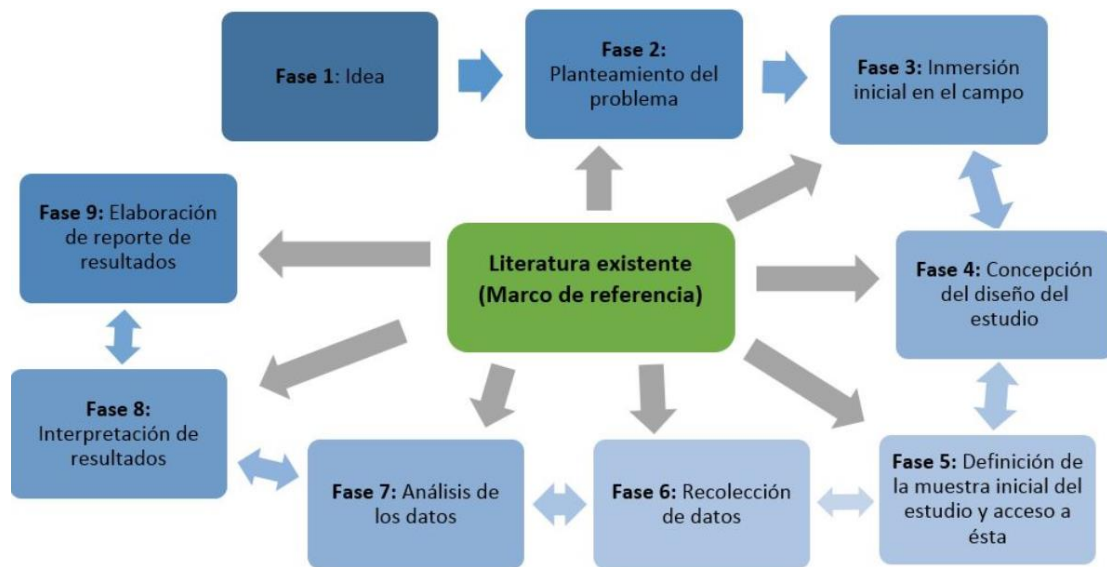 Fase 1: Idea
Fase 2:
Planteamiento del
problema
Fase 3: Inmersión
inicial en el campo
Fase 4: Concepción
del diseño del
estudio
Fase 5: Definición de
la muestra inicial del
estudio y acceso a
ésta
Fase 6: Recolección
de datos
Fase 7: Análisis de
los datos
Fase 8:
Interpretación de
resultados
Fase 9: Elaboración
de reporte de
resultados
Literatura existente
(Marco de referencia)